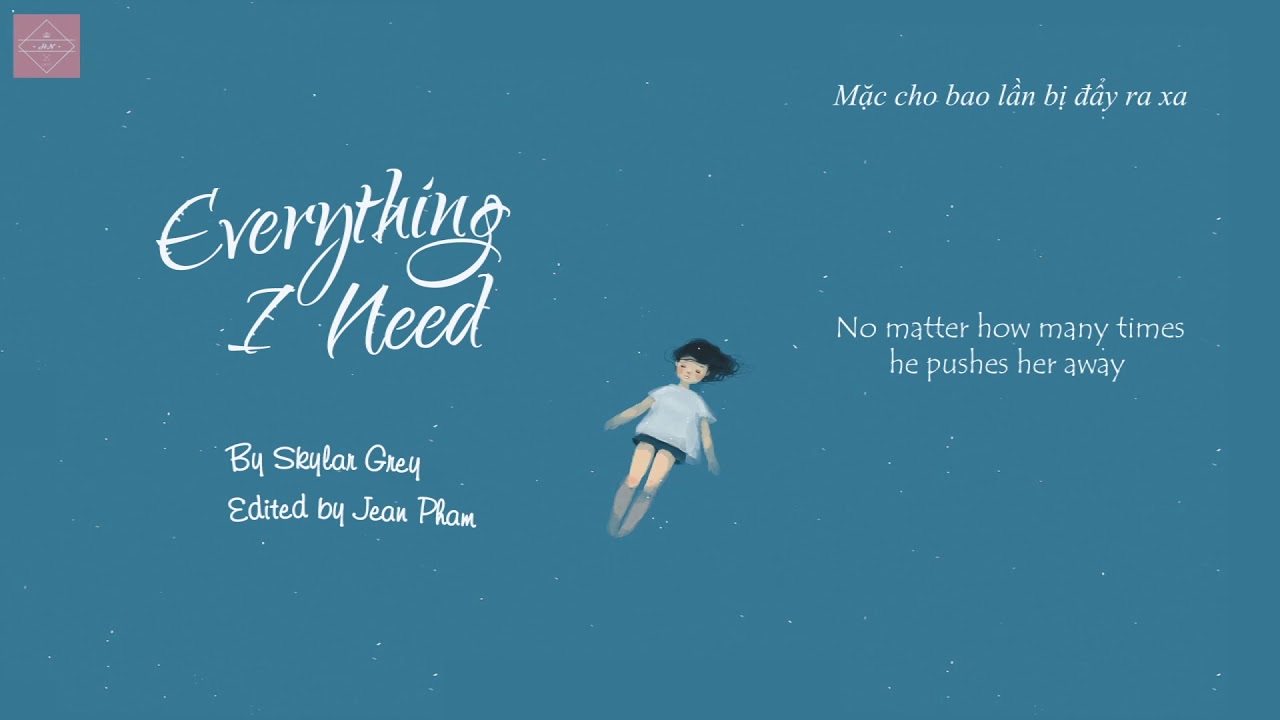 Mặc cho bao lần bị đẩy ra xa
Everything
I Need
No matter how many times
he pushes her away
By Skylar Grey
Edited by Jean Pham